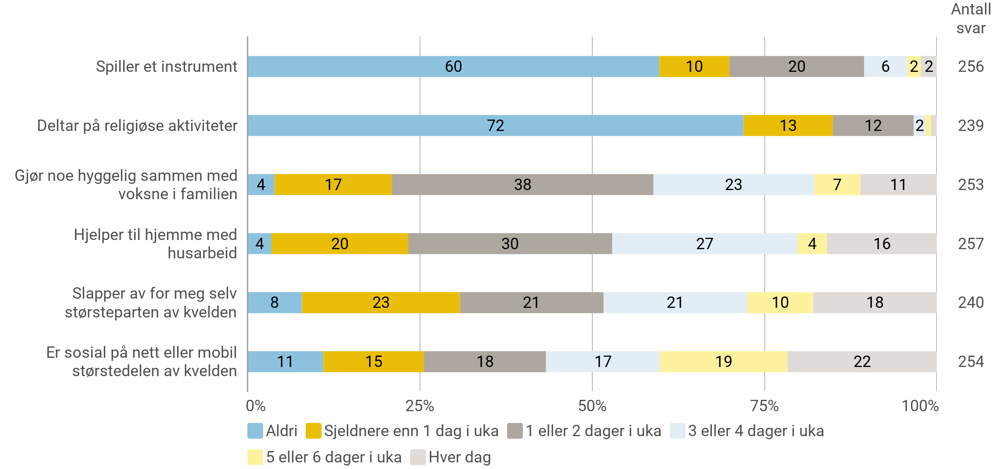 Antall
svar
Spiller et instrument 60 10 20 6 2 2 256
Deltar på religiøse aktiviteter 72 13 12 2 239
Gjør noe hyggelig sammen med
voksne i familien 4 17 38 23 7 11 253
Hjelper til hjemme med
husarbeid 4 20 30 27 4 16 257
Slapper av for meg selv
størsteparten av kvelden 8 23 21 21 10 18 240
Er sosial på nett eller mobil
størstedelen av kvelden 11 15 18 17 19 22 254
0% 25% 50% 75% 100%
Aldri Sjeldnere enn 1 dag i uka 1 eller 2 dager i uka 3 eller 4 dager i uka
5 eller 6 dager i uka Hver dag